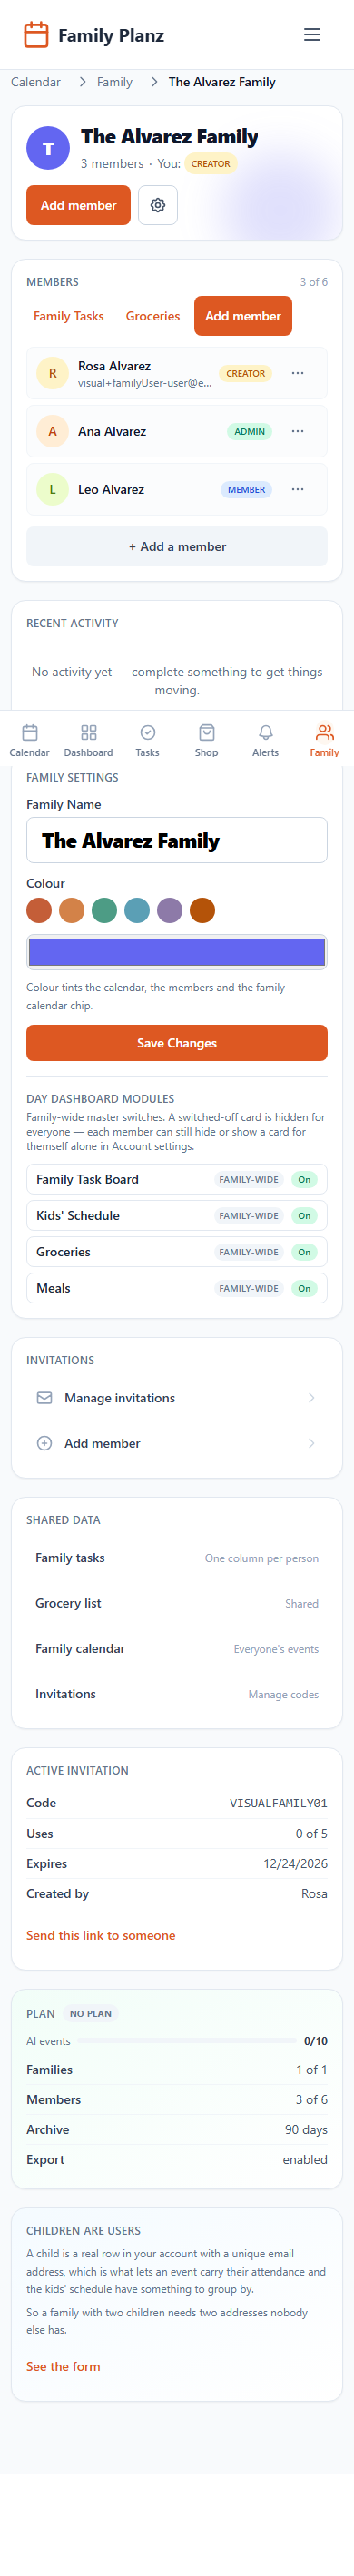 Family Planz
Calendar > Family > The Alvarez Family
T
The Alvarez Family
3 members · You: CREATOR
Add member
MEMBERS 3 of 6
Family Tasks Groceries Add member
R
Rosa Alvarez
visual+familyUser-user@e...
CREATOR
A
Ana Alvarez
ADMIN
L
Leo Alvarez
MEMBER
+ Add a member
RECENT ACTIVITY
No activity yet — complete something to get things
moving.
Calendar Dashboard Tasks Shop Alerts Family
FAMILY SETTINGS
Family Name
The Alvarez Family
Colour
Colour tints the calendar, the members and the family
calendar chip.
Save Changes
DAY DASHBOARD MODULES
Family-wide master switches. A switched-off card is hidden for
everyone — each member can still hide or show a card for
themself alone in Account settings.
Family Task Board FAMILY-WIDE On
Kids' Schedule FAMILY-WIDE On
Groceries FAMILY-WIDE On
Meals FAMILY-WIDE On
INVITATIONS
Manage invitations
Add member
SHARED DATA
Family tasks One column per person
Grocery list Shared
Family calendar Everyone's events
Invitations Manage codes
ACTIVE INVITATION
Code VISUALFAMILY01
Uses 0 of 5
Expires 12/24/2026
Created by Rosa
Send this link to someone
PLAN NO PLAN
AI events 0/10
Families 1 of 1
Members 3 of 6
Archive 90 days
Export enabled
CHILDREN ARE USERS
A child is a real row in your account with a unique email
address, which is what lets an event carry their attendance and
the kids' schedule have something to group by.
So a family with two children needs two addresses nobody
else has.
See the form